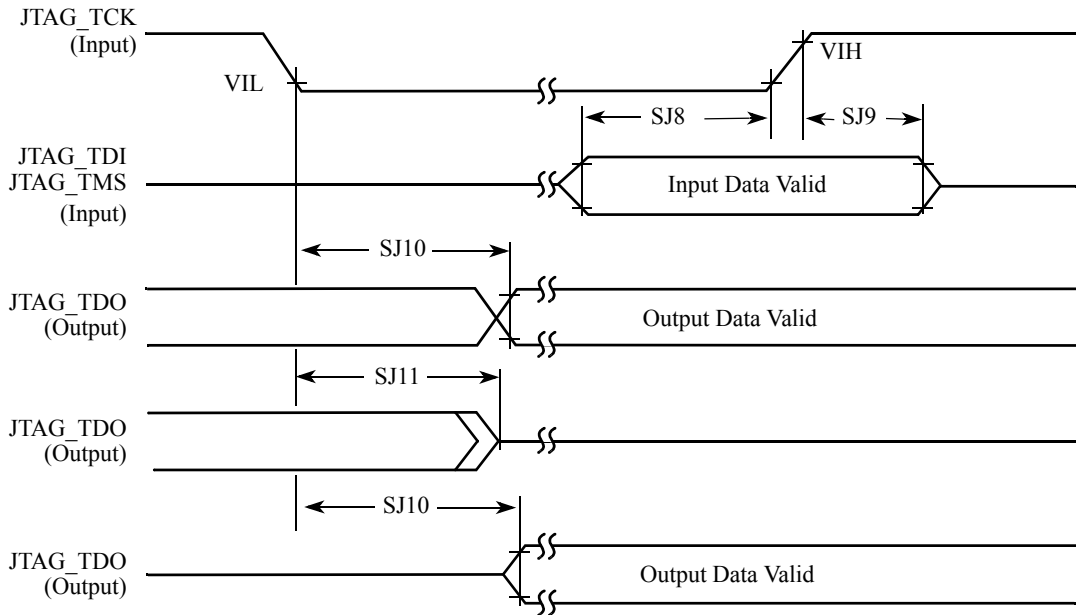 JTAG_TCK
(Input)
VIL
VIH
SJ8
SJ9
JTAG_TDI
JTAG_TMS
(Input)
Input Data Valid
SJ10
JTAG_TDO
(Output)
Output Data Valid
SJ11
JTAG_TDO
(Output)
SJ10
JTAG_TDO
(Output)
Output Data Valid